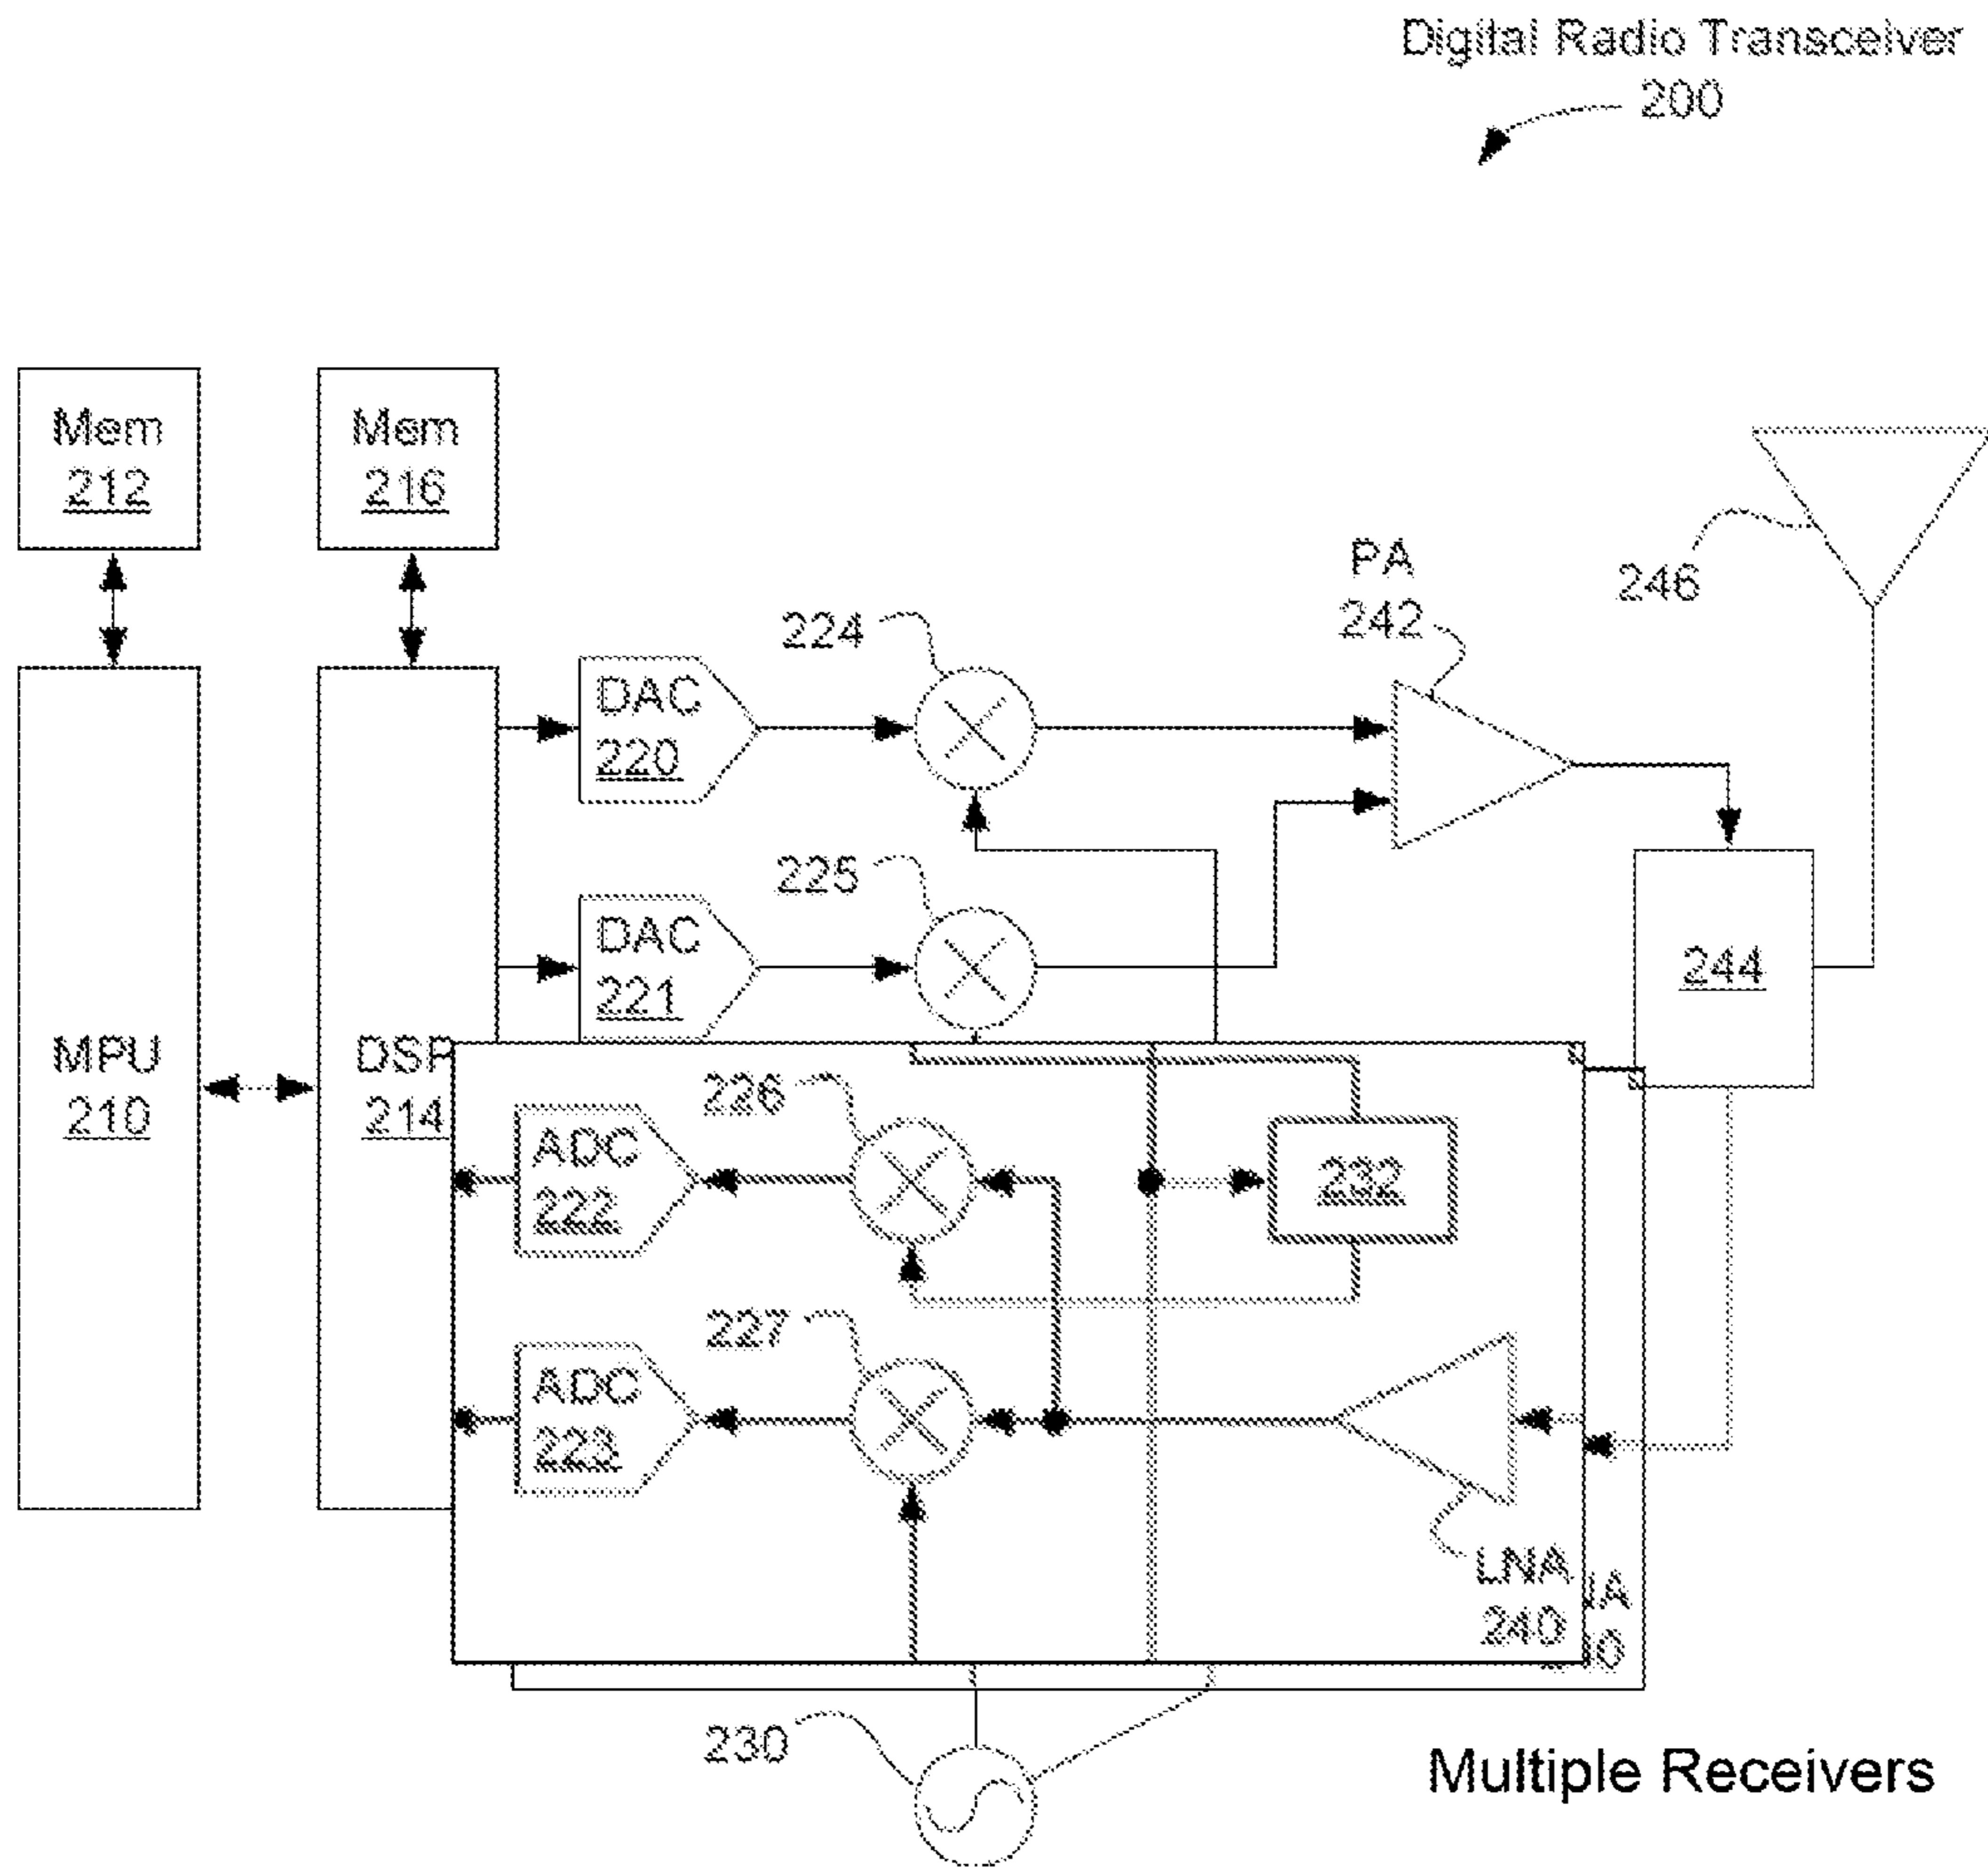 Digital Radio Transceiver
200
Mem
212
Mem
216
246
PA
242
224
DAC
220
225
DAC
221
244
MPU
210
DSP
214
226
ADC
222
232
227
ADC
223
LNA
240
230
Multiple Receivers